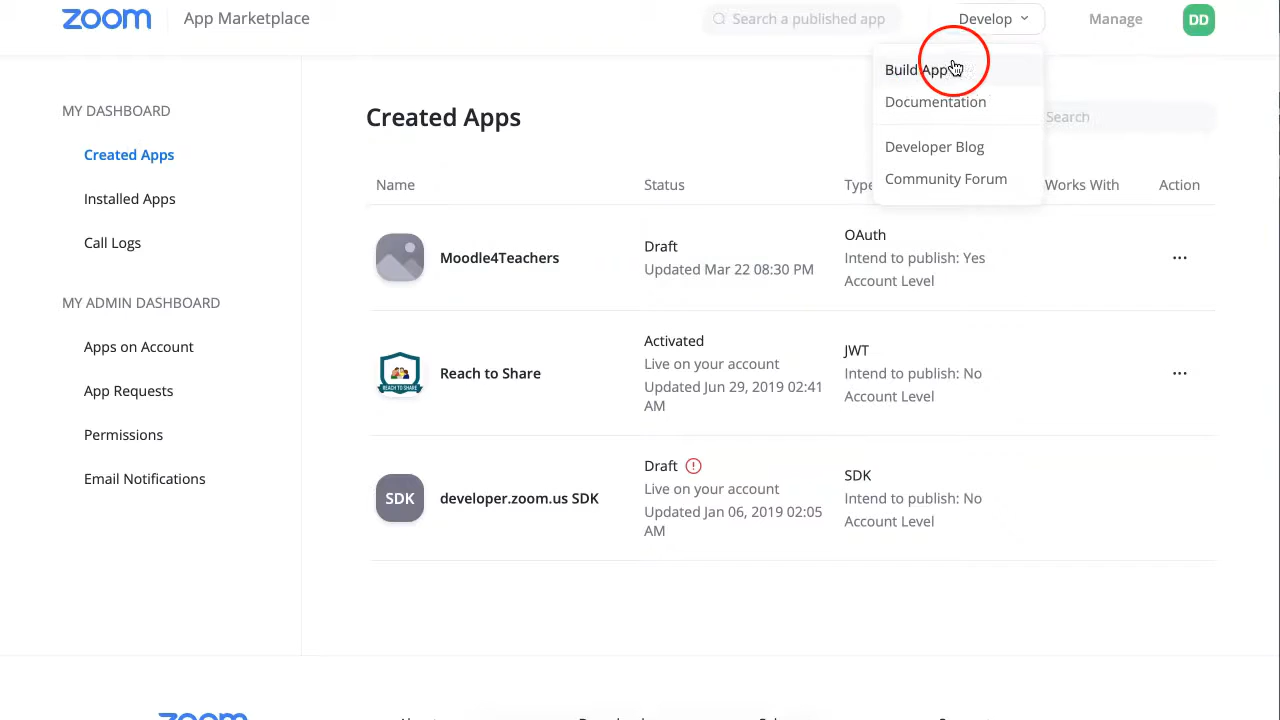 zoom App Marketplace Search a published app Develop Manage DD
Build App
Documentation
Developer Blog
Community Forum
MY DASHBOARD
Created Apps
Installed Apps
Call Logs
MY ADMIN DASHBOARD
Apps on Account
App Requests
Permissions
Email Notifications
Created Apps Search
Name Status Type Works With Action
Moodle4Teachers
Draft
Updated Mar 22 08:30 PM
OAuth
Intend to publish: Yes
Account Level
REACH TO SHARE
Reach to Share
Activated
Live on your account
Updated Jun 29, 2019 02:41
AM
JWT
Intend to publish: No
Account Level
SDK
developer.zoom.us SDK
Draft
Live on your account
Updated Jan 06, 2019 02:05
AM
SDK
Intend to publish: No
Account Level
zoom